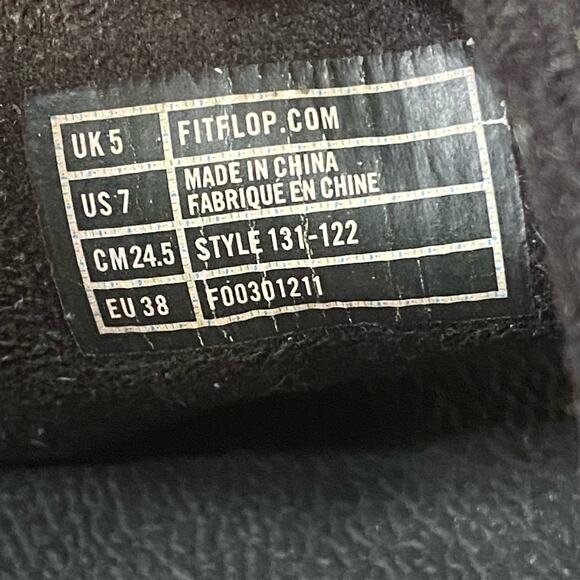 UK 5 FITFLOP.COM
US 7 MADE IN CHINA
FABRIQUÉ EN CHINE
CM 24.5 STYLE 131-122
EU 38 F00301211